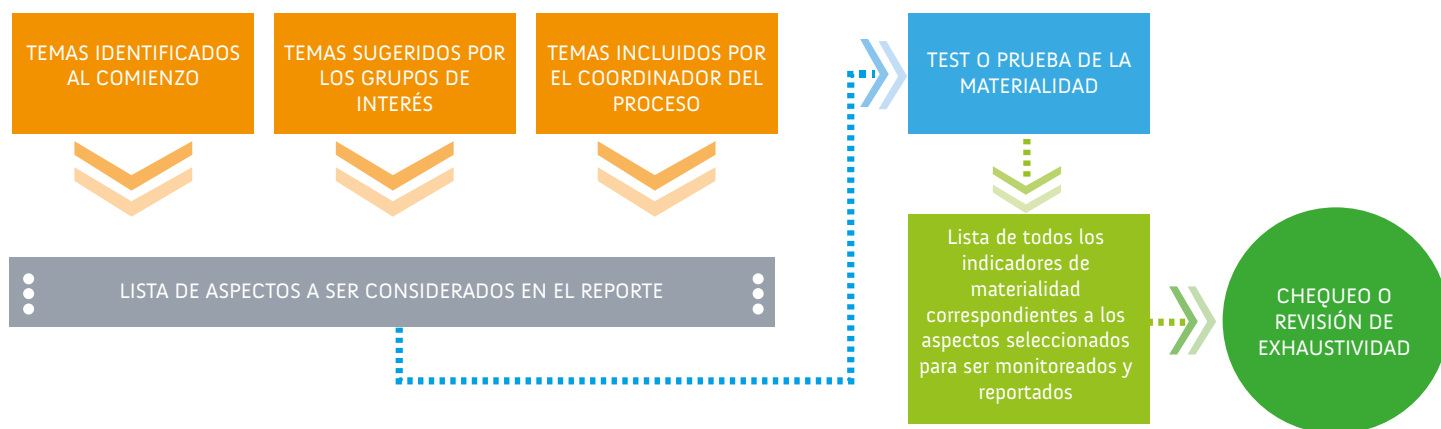 TEMAS IDENTIFICADOS
AL COMIENZO
TEMAS SUGERIDOS POR
LOS GRUPOS DE
INTERÉS
TEMAS INCLUIDOS POR
EL COORDINADOR DEL
PROCESO
LISTA DE ASPECTOS A SER CONSIDERADOS EN EL REPORTE
TEST O PRUEBA DE LA
MATERIALIDAD
Lista de todos los
indicadores de
materialidad
correspondientes a los
aspectos seleccionados
para ser monitoreados y
reportados
CHEQUEO O
REVISIÓN DE
EXHAUSTIVIDAD